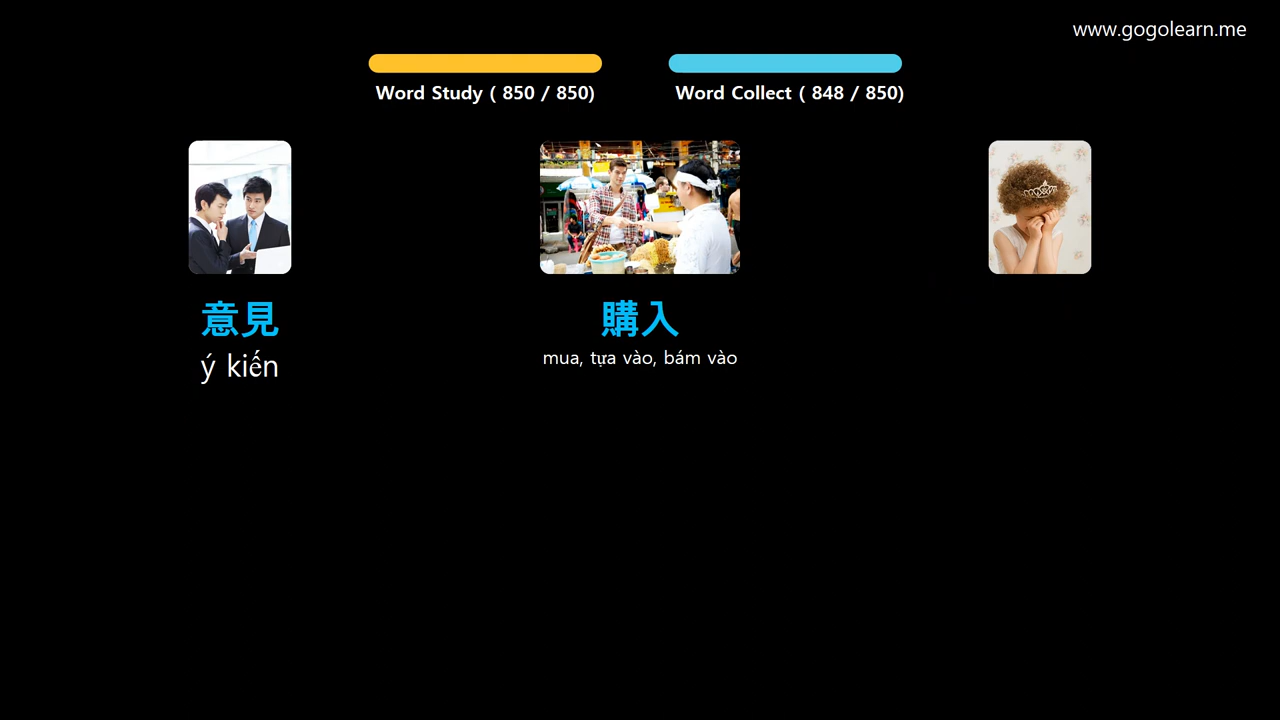 www.gogolearn.me
Word Study ( 850 / 850)
Word Collect ( 848 / 850)
意見
ý kiến
購入
mua, tựa vào, bám vào